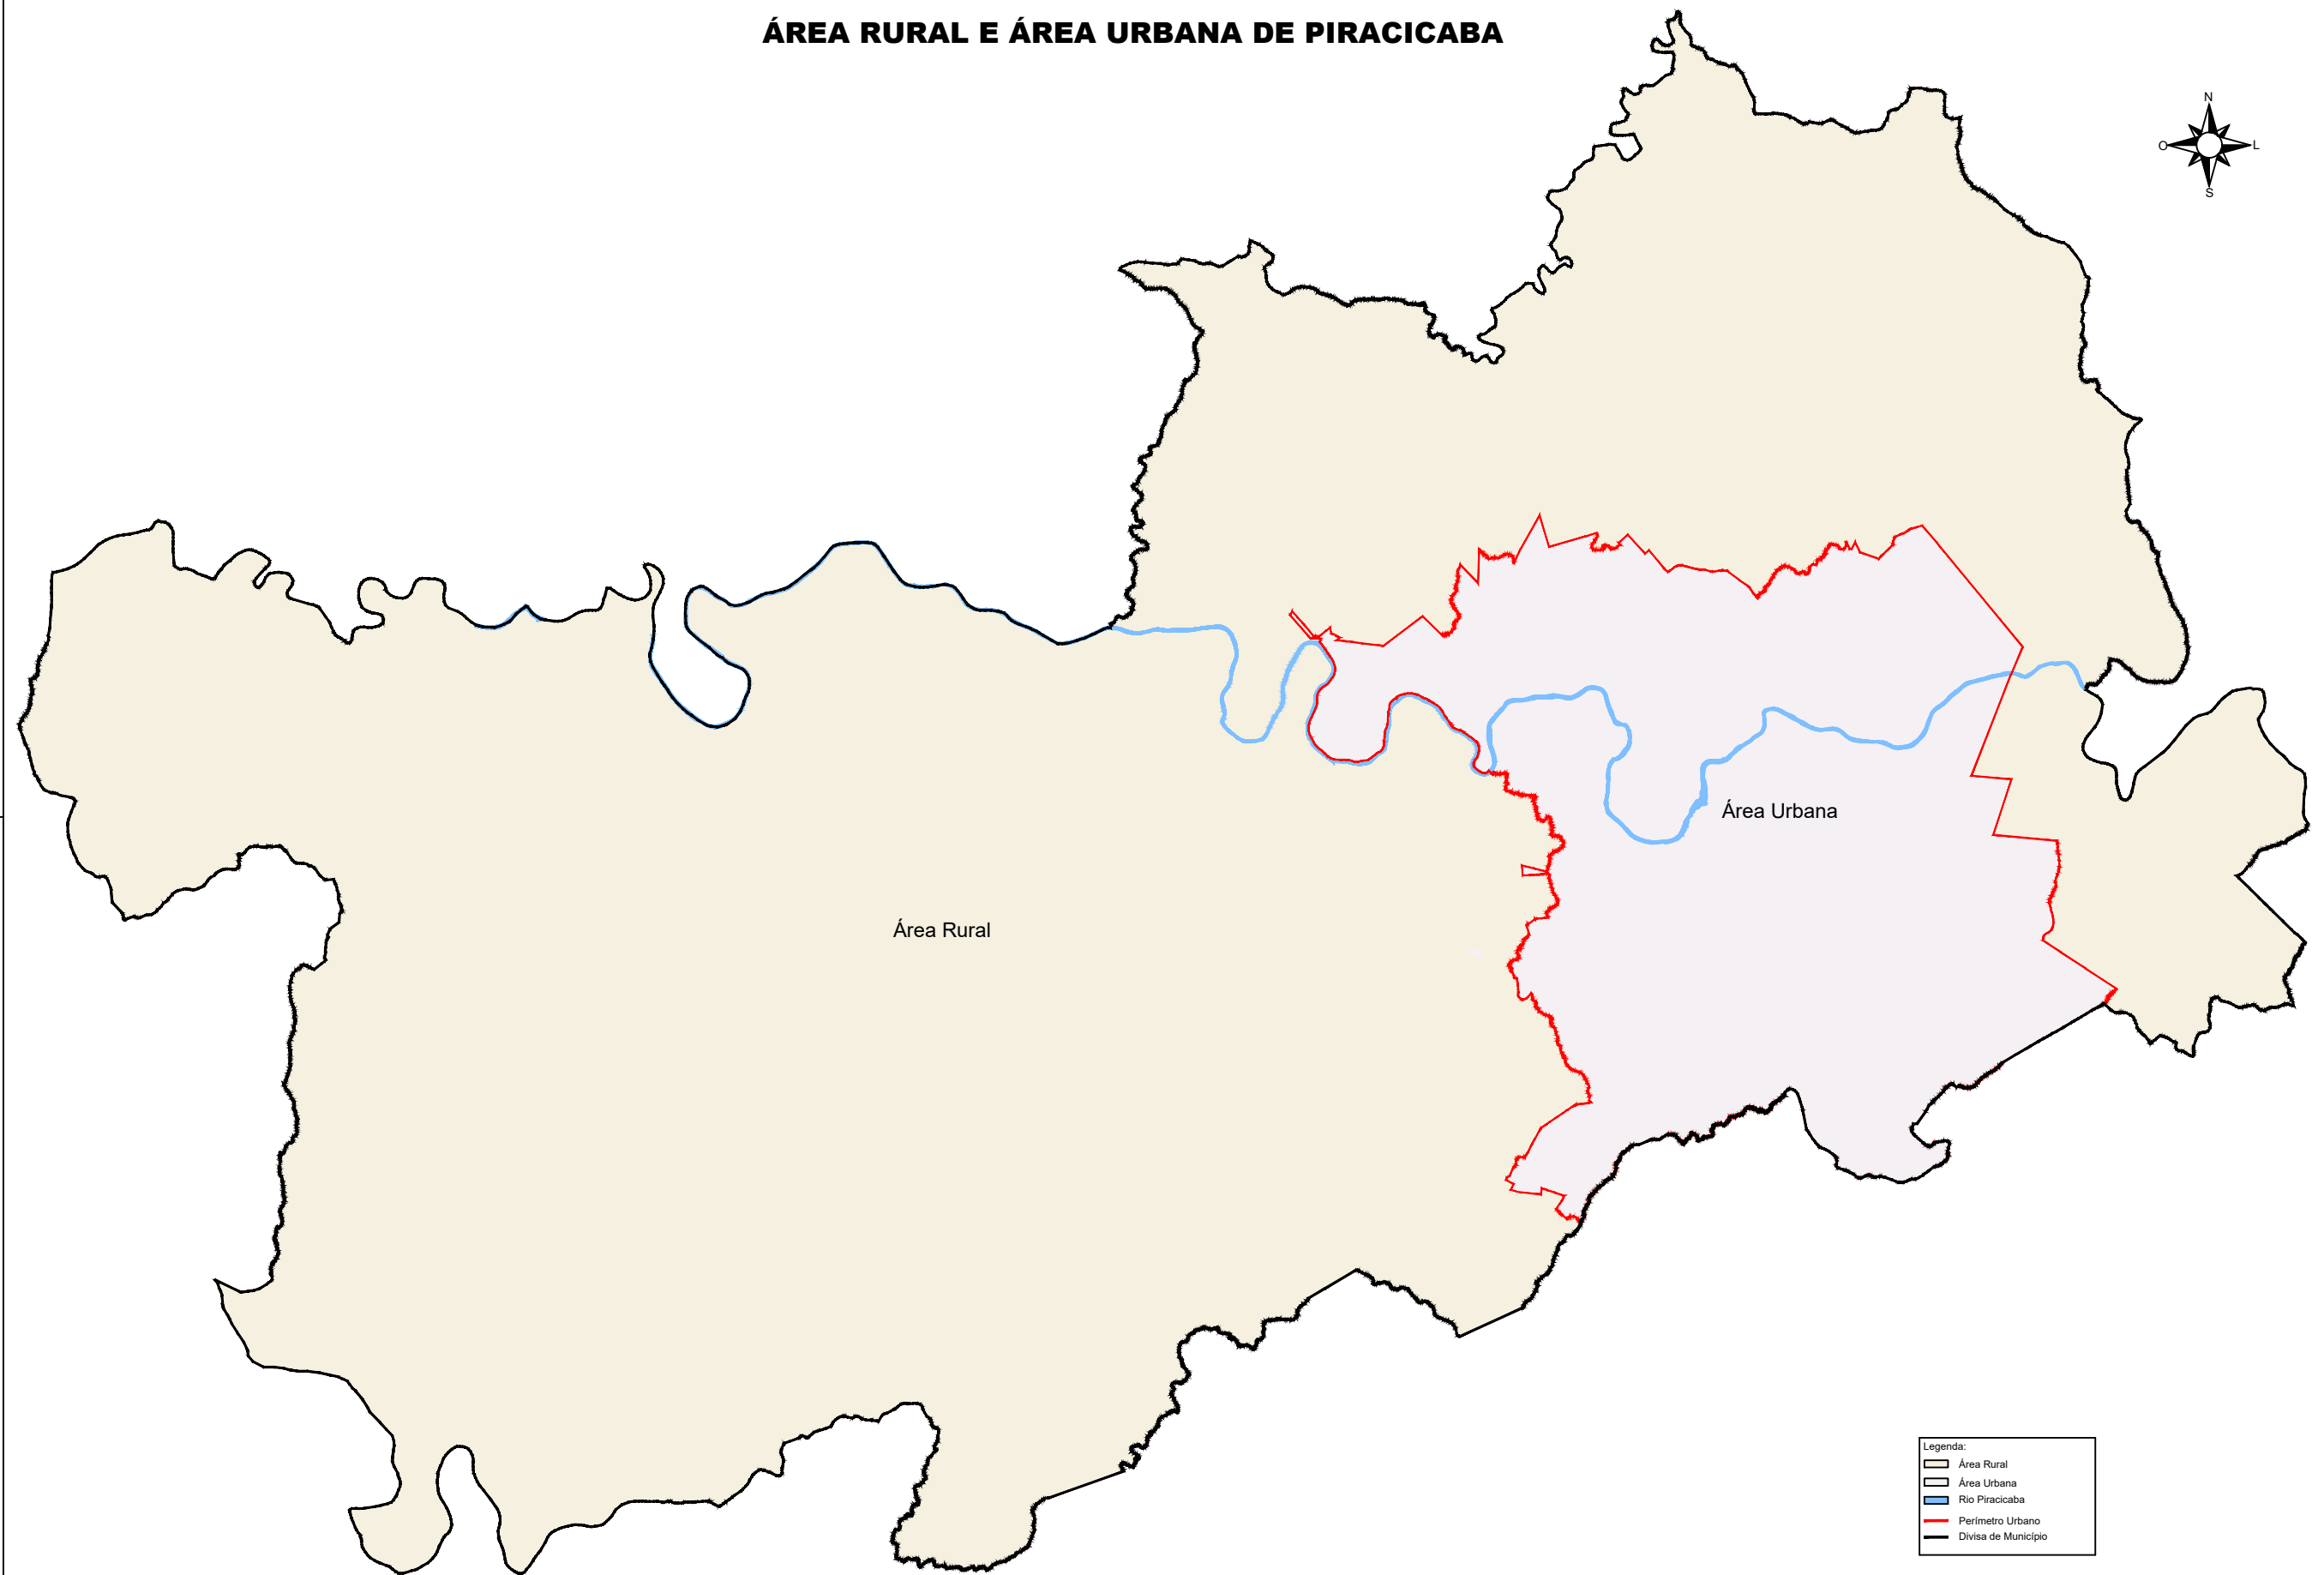 ÁREA RURAL E ÁREA URBANA DE PIRACICABA
N
O
L
S
Área Urbana
Área Rural
Legenda:
Área Rural
Área Urbana
Rio Piracicaba
Perímetro Urbano
Divisa de Município